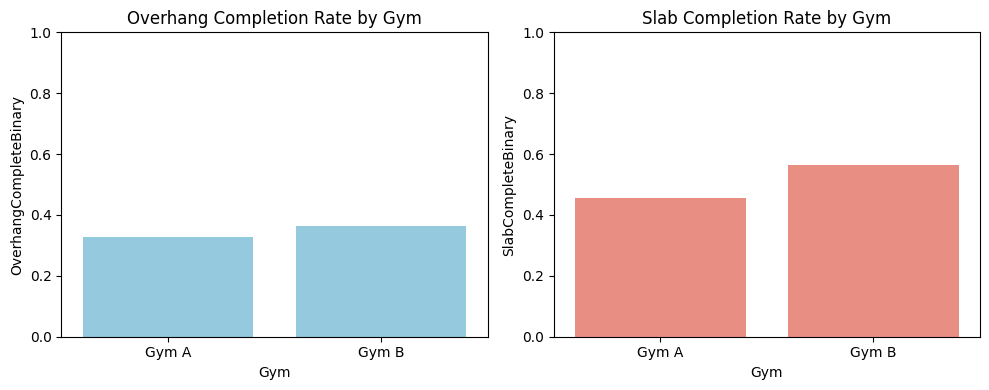 Overhang Completion Rate by Gym
OverhangCompleteBinary
1.0
0.8
0.6
0.4
0.2
0.0
Gym A
Gym B
Gym
Slab Completion Rate by Gym
SlabCompleteBinary
1.0
0.8
0.6
0.4
0.2
0.0
Gym A
Gym B
Gym